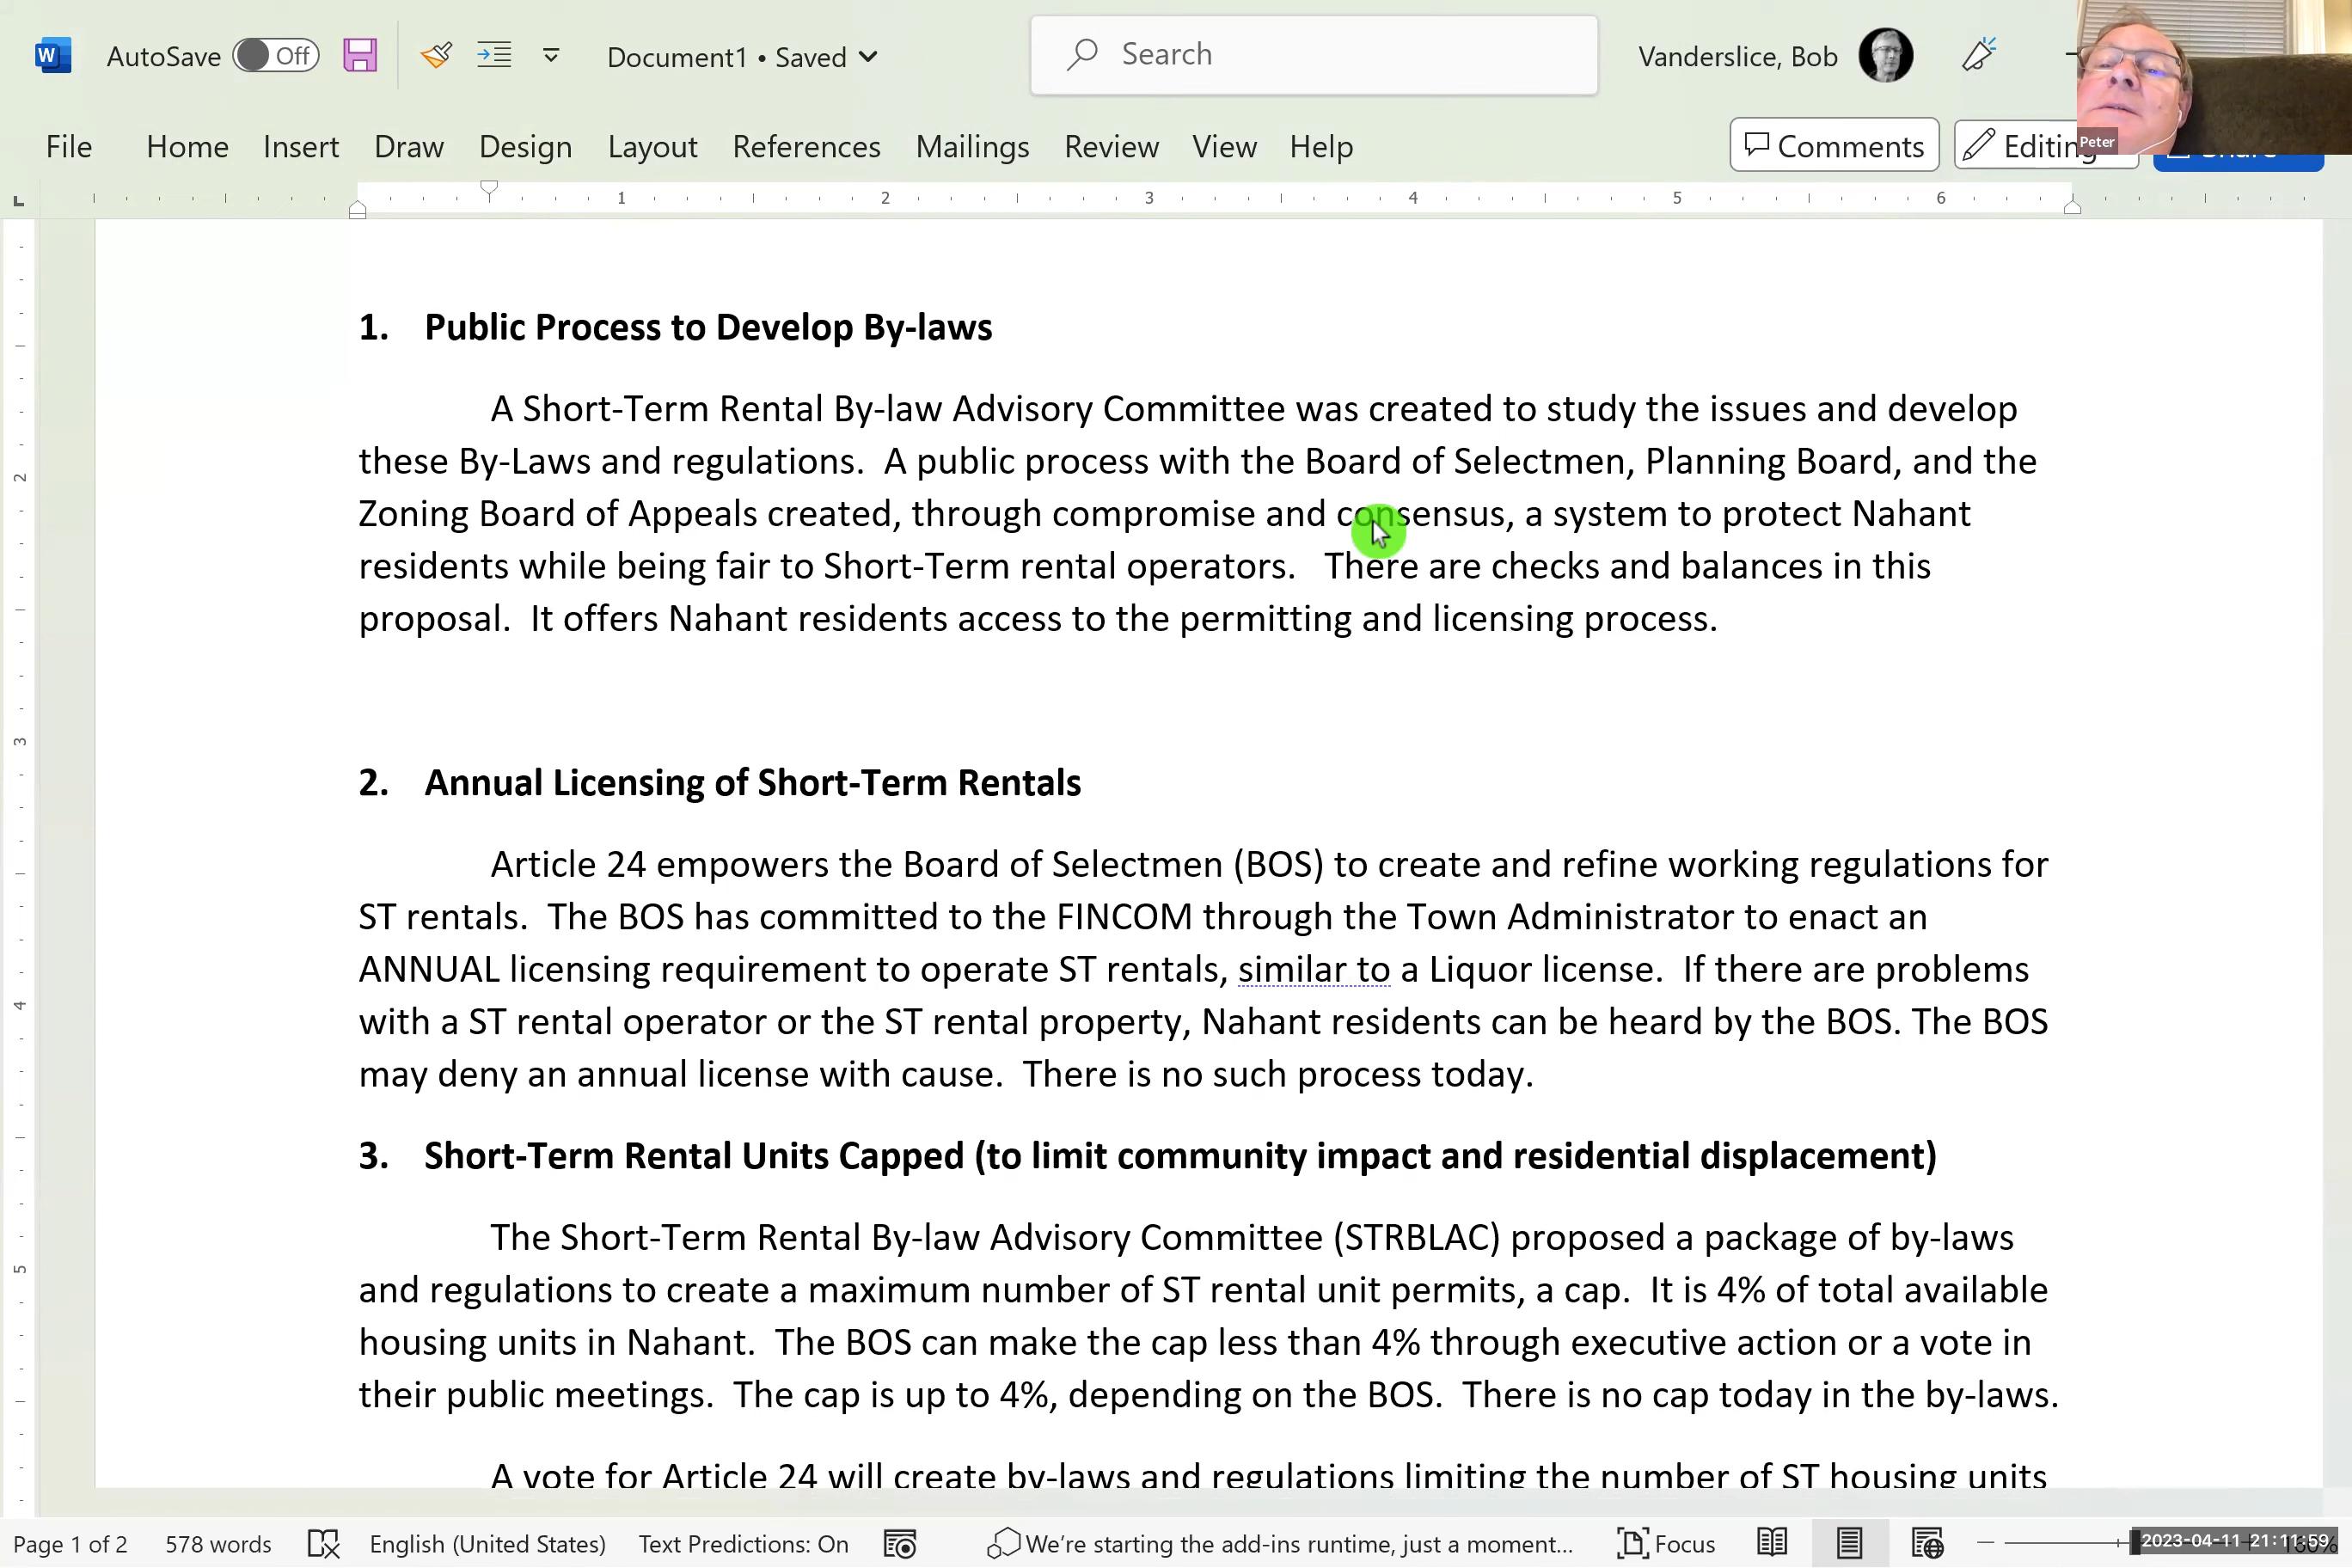 AutoSave Off Document1 • Saved Search Vanderslice, Bob
File Home Insert Draw Design Layout References Mailings Review View Help Comments Editing Peter
1 2 3 4 5 6
1. Public Process to Develop By-laws
A Short-Term Rental By-law Advisory Committee was created to study the issues and develop
these By-Laws and regulations. A public process with the Board of Selectmen, Planning Board, and the
Zoning Board of Appeals created, through compromise and consensus, a system to protect Nahant
residents while being fair to Short-Term rental operators. There are checks and balances in this
proposal. It offers Nahant residents access to the permitting and licensing process.
2. Annual Licensing of Short-Term Rentals
Article 24 empowers the Board of Selectmen (BOS) to create and refine working regulations for
ST rentals. The BOS has committed to the FINCOM through the Town Administrator to enact an
ANNUAL licensing requirement to operate ST rentals, similar to a Liquor license. If there are problems
with a ST rental operator or the ST rental property, Nahant residents can be heard by the BOS. The BOS
may deny an annual license with cause. There is no such process today.
3. Short-Term Rental Units Capped (to limit community impact and residential displacement)
The Short-Term Rental By-law Advisory Committee (STRBLAC) proposed a package of by-laws
and regulations to create a maximum number of ST rental unit permits, a cap. It is 4% of total available
housing units in Nahant. The BOS can make the cap less than 4% through executive action or a vote in
their public meetings. The cap is up to 4%, depending on the BOS. There is no cap today in the by-laws.
A vote for Article 24 will create by-laws and regulations limiting the number of ST housing units
2
3
4
5
Page 1 of 2 578 words English (United States) Text Predictions: On We're starting the add-ins runtime, just a moment... Focus 2023-04-11 21:11:59